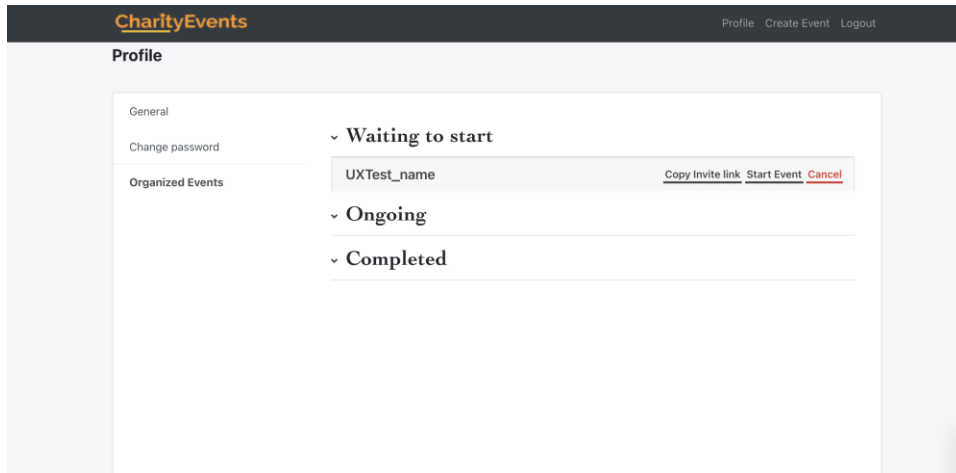 CharityEvents
Profile Create Event Logout
Profile
General
Change password
Organized Events
Waiting to start
UXTest_name
Copy Invite link Start Event Cancel
Ongoing
Completed